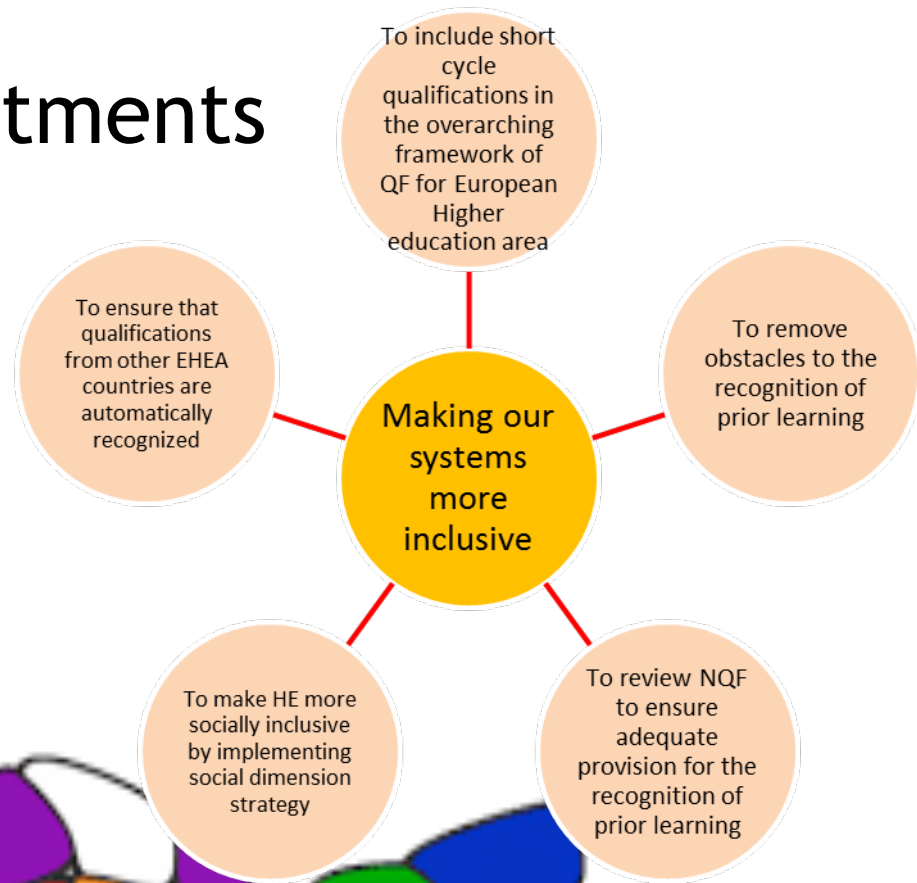 tments
To include short
cycle
qualifications in
the overarching
framework of
QF for European
Higher
education area
To ensure that
qualifications
from other EHEA
countries are
automatically
recognized
To remove
obstacles to the
recognition of
prior learning
Making our
systems
more
inclusive
To make HE more
socially inclusive
by implementing
social dimension
strategy
To review NQF
to ensure
adequate
provision for the
recognition of
prior learning